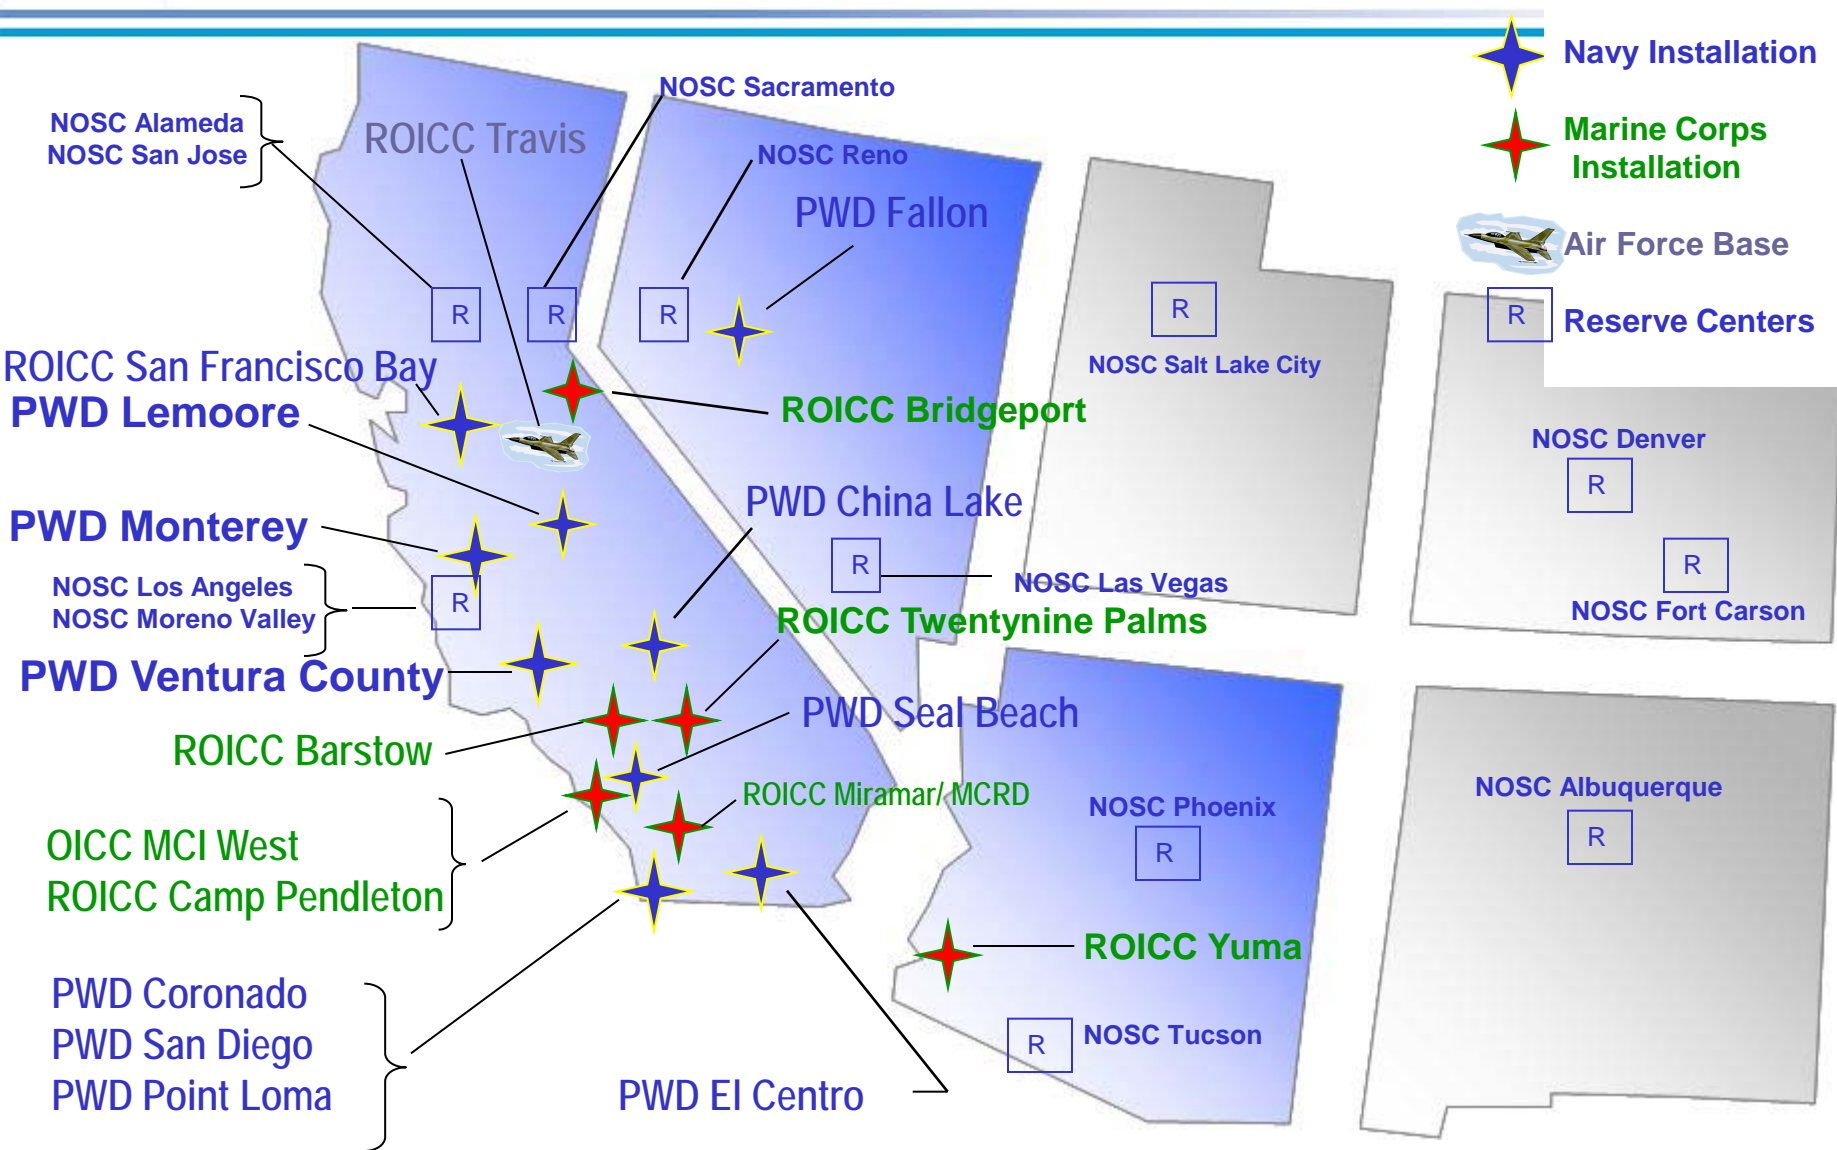 Navy Installation
NOSC Sacramento
NOSC Alameda
NOSC San Jose
ROICC Travis
NOSC Reno
Marine Corps
Installation
PWD Fallon
Air Force Base
R
R
R
R
R
Reserve Centers
ROICC San Francisco Bay
NOSC Salt Lake City
PWD Lemoore
ROICC Bridgeport
NOSC Denver
R
PWD China Lake
PWD Monterey
R
R
NOSC Los Angeles
NOSC Moreno Valley
R
NOSC Las Vegas
NOSC Fort Carson
ROICC Twentynine Palms
PWD Ventura County
PWD Seal Beach
ROICC Barstow
ROICC Miramar/ MCRD
NOSC Phoenix
R
NOSC Albuquerque
R
OICC MCI West
ROICC Camp Pendleton
ROICC Yuma
PWD Coronado
PWD San Diego
PWD Point Loma
R
NOSC Tucson
PWD El Centro